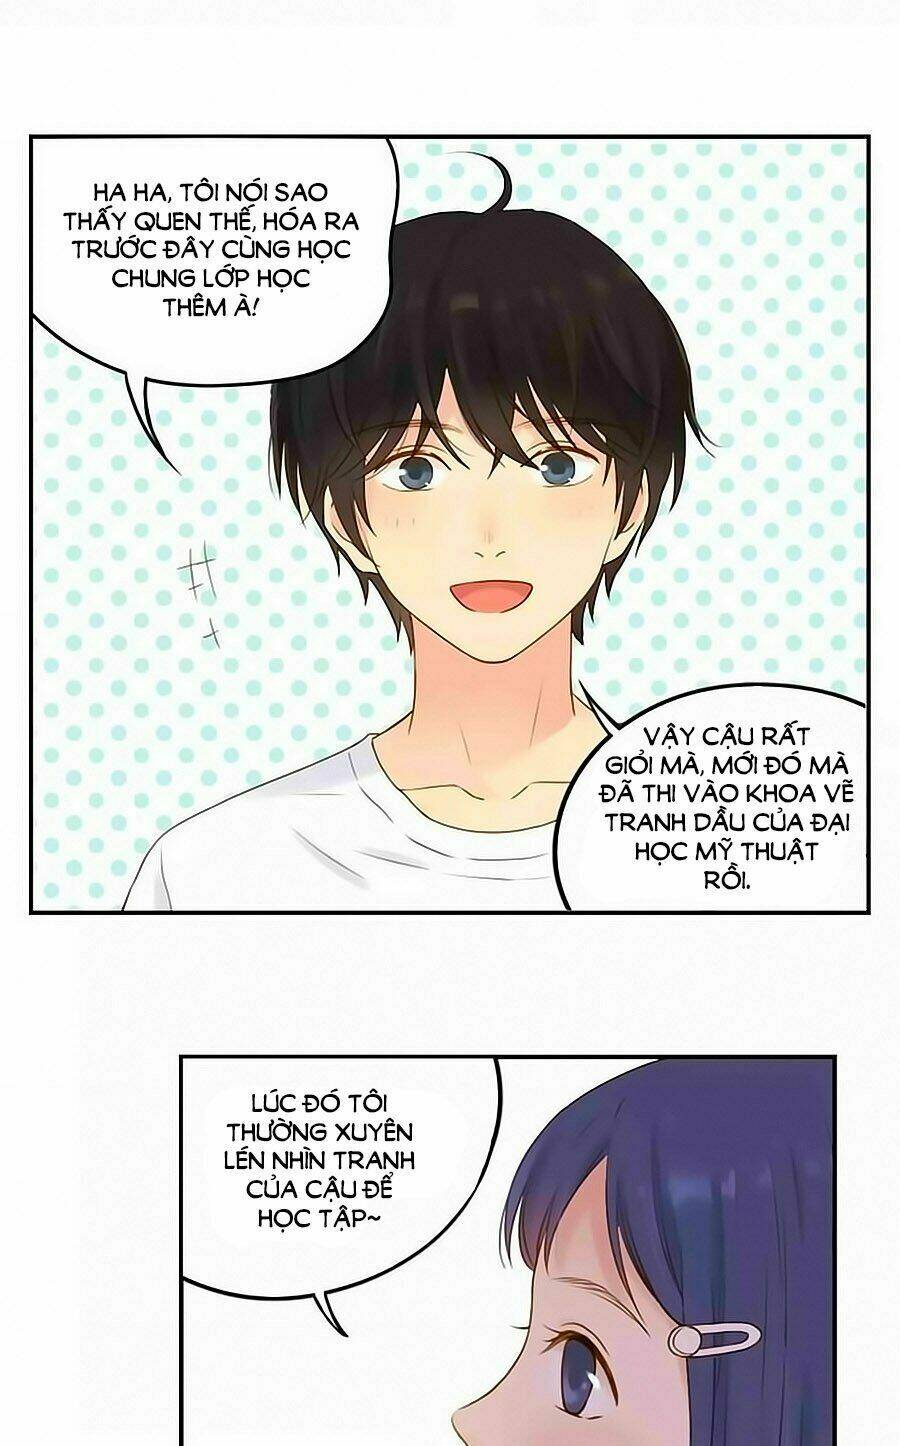 HA HA, TÔI NÓI SAO
THẤY QUEN THẾ, HÓA RA
TRƯỚC ĐÂY CÙNG HỌC
CHUNG LỚP HỌC
THÊM À!
VẬY CẬU RẤT
GIỎI MÀ, MỚI ĐÓ MÀ
ĐÃ THI VÀO KHOA VẼ
TRANH DẦU CỦA ĐẠI
HỌC MỸ THUẬT
RỒI.
LÚC ĐÓ TÔI
THƯỜNG XUYÊN
LÉN NHÌN TRANH
CỦA CẬU ĐỂ
HỌC TẬP~